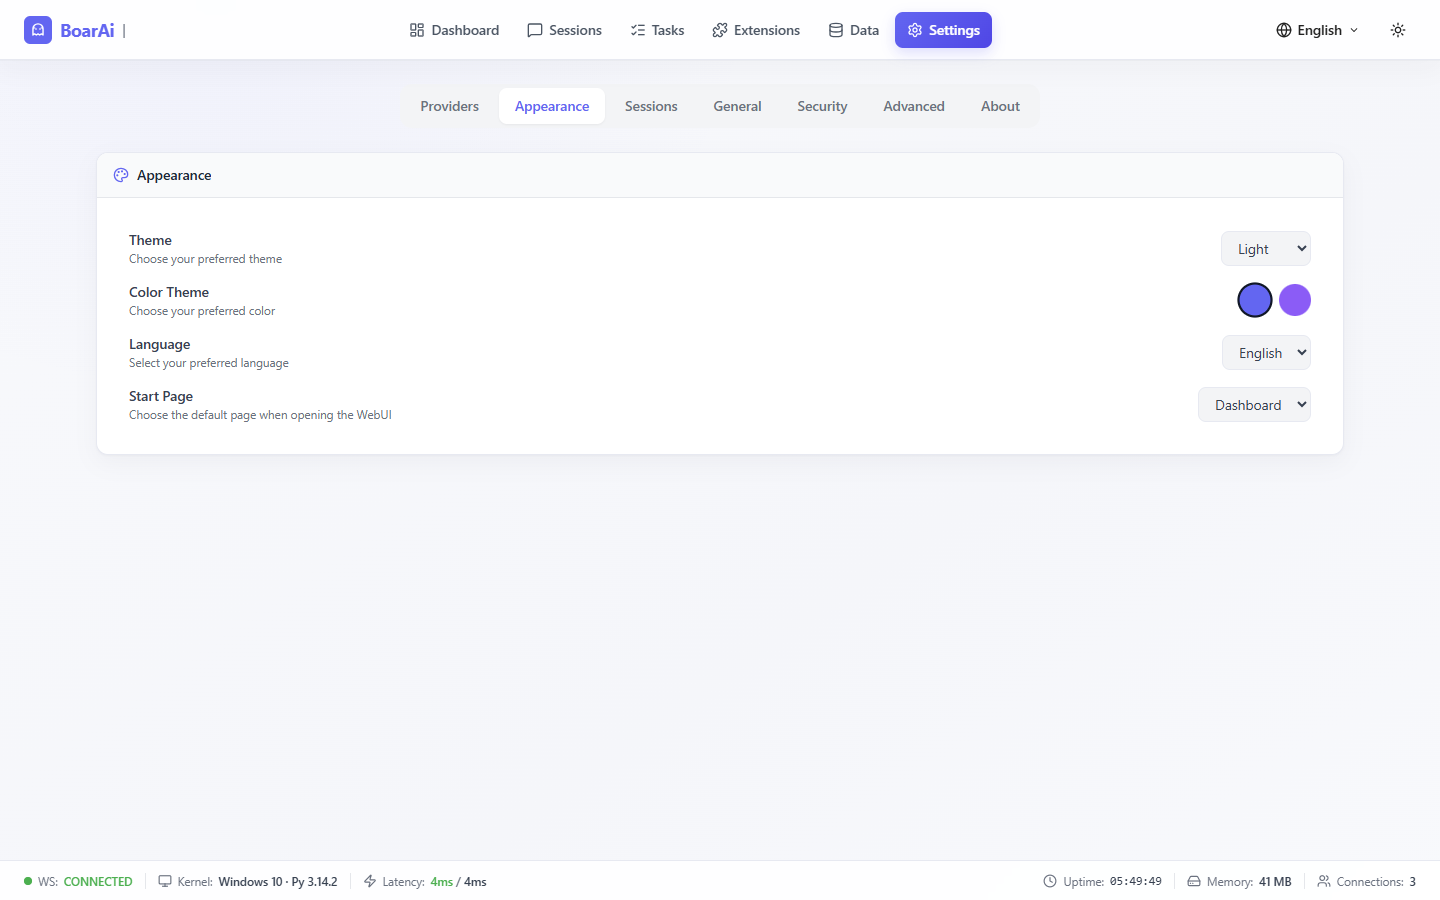 BoarAi |
Dashboard
Sessions
Tasks
Extensions
Data
Settings
English
Providers
Appearance
Sessions
General
Security
Advanced
About
Appearance
Theme
Choose your preferred theme
Light
Color Theme
Choose your preferred color
Language
Select your preferred language
English
Start Page
Choose the default page when opening the WebUI
Dashboard
WS: CONNECTED
Kernel: Windows 10 · Py 3.14.2
Latency: 4ms / 4ms
Uptime: 05:49:49
Memory: 41 MB
Connections: 3